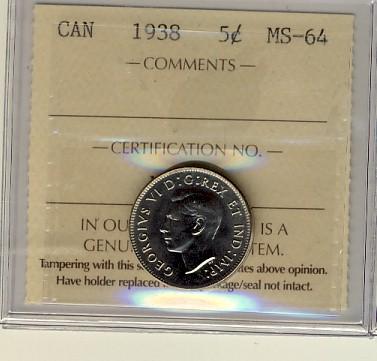 CAN 1938 5¢ MS-64
— COMMENTS —
— CERTIFICATION NO. —
IN OU IS A
GENU TEM.
Tampering with this s tes above opinion.
Have holder replaced kage/seal not intact.
GEORGIVS VI D:G:REX ET IND:IMP: